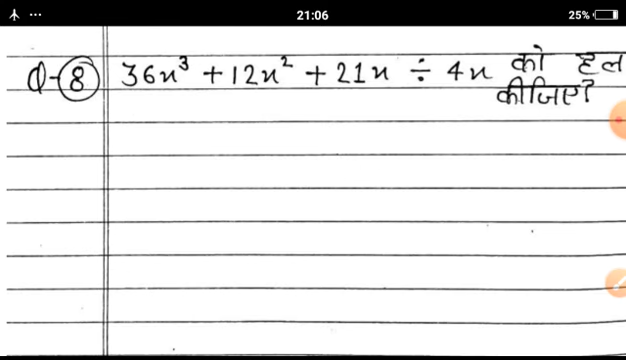 21:06 25%
Q-8 36x³ + 12x² + 21x ÷ 4x को हल
कीजिए?